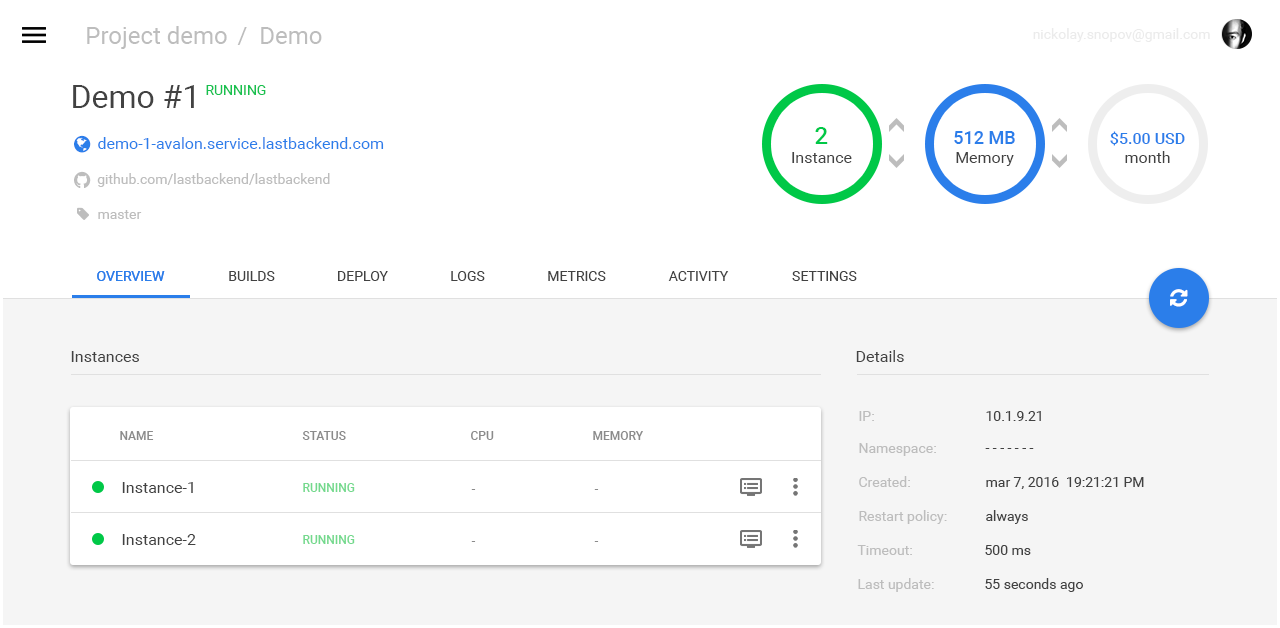 Project demo / Demo
nickolay.snopov@gmail.com
Demo #1 RUNNING
demo-1-avalon.service.lastbackend.com
github.com/lastbackend/lastbackend
master
2
Instance
512 MB
Memory
$5.00 USD
month
OVERVIEW BUILDS DEPLOY LOGS METRICS ACTIVITY SETTINGS
Instances
NAME STATUS CPU MEMORY
Instance-1 RUNNING - -
Instance-2 RUNNING - -
Details
IP: 10.1.9.21
Namespace: - - - - - - -
Created: mar 7, 2016 19:21:21 PM
Restart policy: always
Timeout: 500 ms
Last update: 55 seconds ago